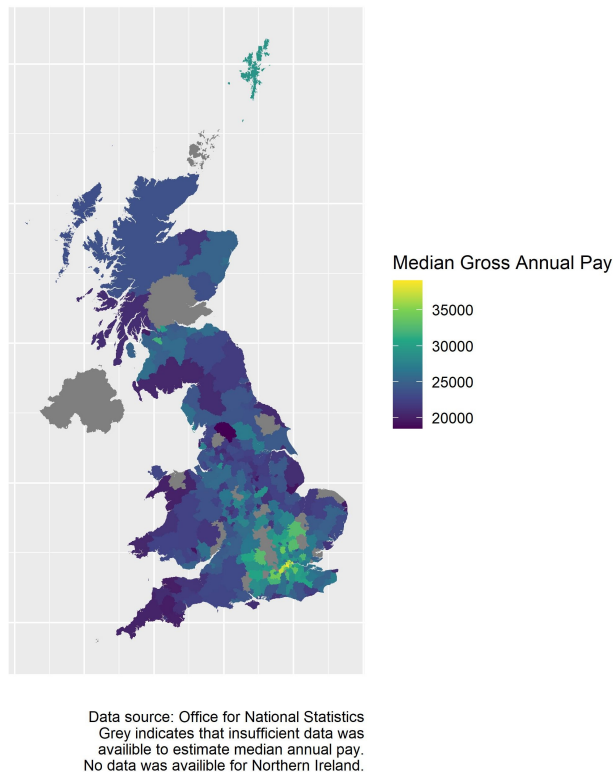 Median Gross Annual Pay
35000
30000
25000
20000
Data source: Office for National Statistics
Grey indicates that insufficient data was
availible to estimate median annual pay.
No data was availible for Northern Ireland.